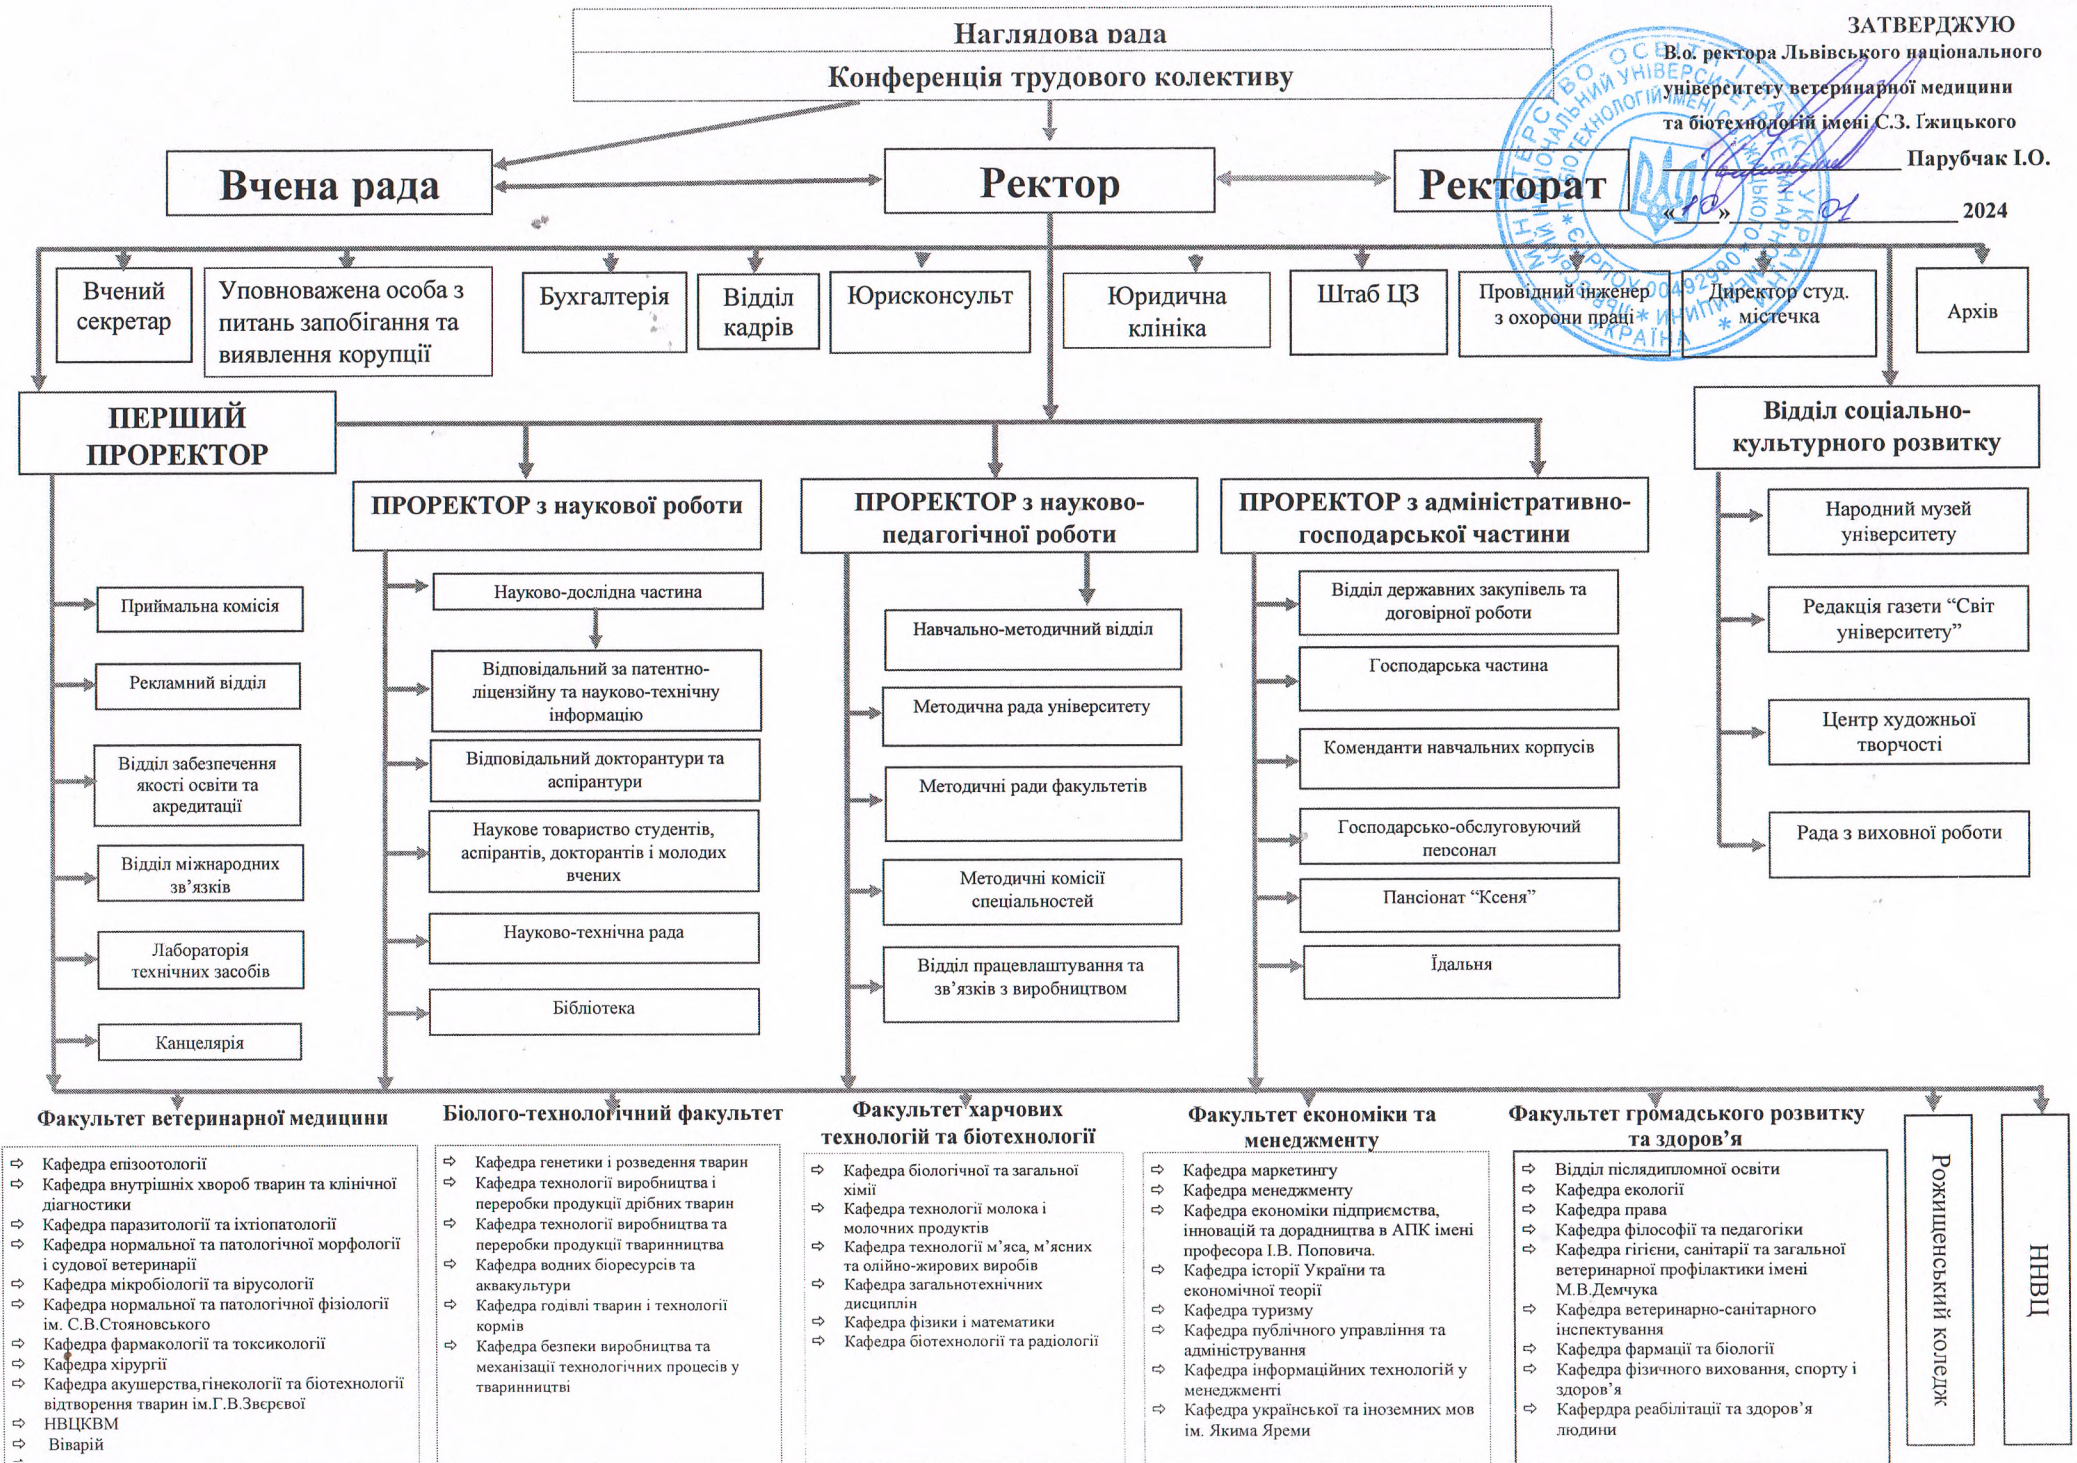 Наглядова рада
Конференція трудового колективу
ЗАТВЕРДЖУЮ
В.о. ректора Львівського національного
університету ветеринарної медицини
та біотехнологій імені С.З. Ґжицького
Парубчак І.О.
«10» 01 2024
МІНІСТЕРСТВО ОСВІТИ І НАУКИ УКРАЇНИ
УКРАЇНА
ЄДРПОУ 00492990
Вчена рада
Ректор
Ректорат
Вчений
секретар
Уповноважена особа з
питань запобігання та
виявлення корупції
Бухгалтерія
Відділ
кадрів
Юрисконсульт
Юридична
клініка
Штаб ЦЗ
Провідний інженер
з охорони праці
Директор студ.
містечка
Архів
ПЕРШИЙ
ПРОРЕКТОР
Приймальна комісія
Рекламний відділ
Відділ забезпечення
якості освіти та
акредитації
Відділ міжнародних
зв’язків
Лабораторія
технічних засобів
Канцелярія
ПРОРЕКТОР з наукової роботи
Науково-дослідна частина
Відповідальний за патентно-
ліцензійну та науково-технічну
інформацію
Відповідальний докторантури та
аспірантури
Наукове товариство студентів,
аспірантів, докторантів і молодих
вчених
Науково-технічна рада
Бібліотека
ПРОРЕКТОР з науково-
педагогічної роботи
Навчально-методичний відділ
Методична рада університету
Методичні ради факультетів
Методичні комісії
спеціальностей
Відділ працевлаштування та
зв’язків з виробництвом
ПРОРЕКТОР з адміністративно-
господарської частини
Відділ державних закупівель та
договірної роботи
Господарська частина
Коменданти навчальних корпусів
Господарсько-обслуговуючий
персонал
Пансіонат “Ксеня”
Їдальня
Відділ соціально-
культурного розвитку
Народний музей
університету
Редакція газети “Світ
університету”
Центр художньої
творчості
Рада з виховної роботи
Факультет ветеринарної медицини
Кафедра епізоотології
Кафедра внутрішніх хвороб тварин та клінічної
діагностики
Кафедра паразитології та іхтіопатології
Кафедра нормальної та патологічної морфології
і судової ветеринарії
Кафедра мікробіології та вірусології
Кафедра нормальної та патологічної фізіології
ім. С.В.Стояновського
Кафедра фармакології та токсикології
Кафедра хірургії
Кафедра акушерства,гінекології та біотехнології
відтворення тварин ім.Г.В.Звєрєвої
НВЦКВМ
Віварій
Біолого-технологічний факультет
Кафедра генетики і розведення тварин
Кафедра технології виробництва і
переробки продукції дрібних тварин
Кафедра технології виробництва та
переробки продукції тваринництва
Кафедра водних біоресурсів та
аквакультури
Кафедра годівлі тварин і технології
кормів
Кафедра безпеки виробництва та
механізації технологічних процесів у
тваринництві
Факультет харчових
технологій та біотехнології
Кафедра біологічної та загальної
хімії
Кафедра технології молока і
молочних продуктів
Кафедра технології м’яса, м’ясних
та олійно-жирових виробів
Кафедра загальнотехнічних
дисциплін
Кафедра фізики і математики
Кафедра біотехнології та радіології
Факультет економіки та
менеджменту
Кафедра маркетингу
Кафедра менеджменту
Кафедра економіки підприємства,
інновацій та дорадництва в АПК імені
професора І.В. Поповича.
Кафедра історії України та
економічної теорії
Кафедра туризму
Кафедра публічного управління та
адміністрування
Кафедра інформаційних технологій у
менеджменті
Кафедра української та іноземних мов
ім. Якима Яреми
Факультет громадського розвитку
та здоров’я
Відділ післядипломної освіти
Кафедра екології
Кафедра права
Кафедра філософії та педагогіки
Кафедра гігієни, санітарії та загальної
ветеринарної профілактики імені
М.В.Демчука
Кафедра ветеринарно-санітарного
інспектування
Кафедра фармації та біології
Кафедра фізичного виховання, спорту і
здоров’я
Кафердра реабілітації та здоров’я
людини
Рожищенський коледж
ННВЦ